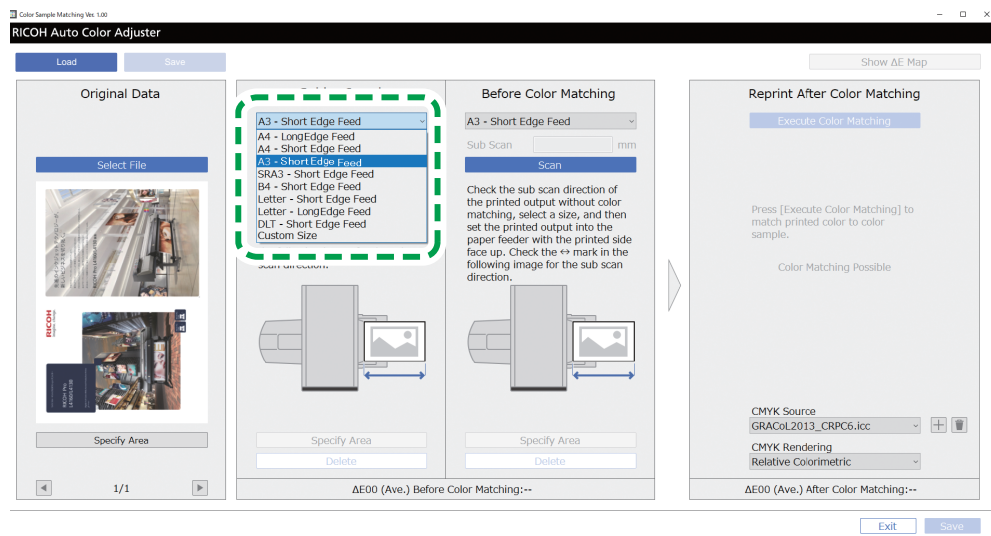 Color Sample Matching Ver. 1.00
RICOH Auto Color Adjuster
Load
Save
Show ΔE Map
Original Data
Select File
RICOH
Specify Area
1/1
A3 - Short Edge Feed
A4 - LongEdge Feed
A4 - Short Edge Feed
A3 - Short Edge Feed
SRA3 - Short Edge Feed
B4 - Short Edge Feed
Letter - Short Edge Feed
Letter - LongEdge Feed
DLT - Short Edge Feed
Custom Size
scan direction.
Specify Area
Delete
Before Color Matching
A3 - Short Edge Feed
Sub Scan
mm
Scan
Check the sub scan direction of
the printed output without color
matching, select a size, and then
set the printed output into the
paper feeder with the printed side
face up. Check the ↔ mark in the
following image for the sub scan
direction.
Specify Area
Delete
ΔE00 (Ave.) Before Color Matching:--
Reprint After Color Matching
Execute Color Matching
Press [Execute Color Matching] to
match printed color to color
sample.
Color Matching Possible
CMYK Source
GRACoL2013_CRPC6.icc
CMYK Rendering
Relative Colorimetric
ΔE00 (Ave.) After Color Matching:--
Exit
Save